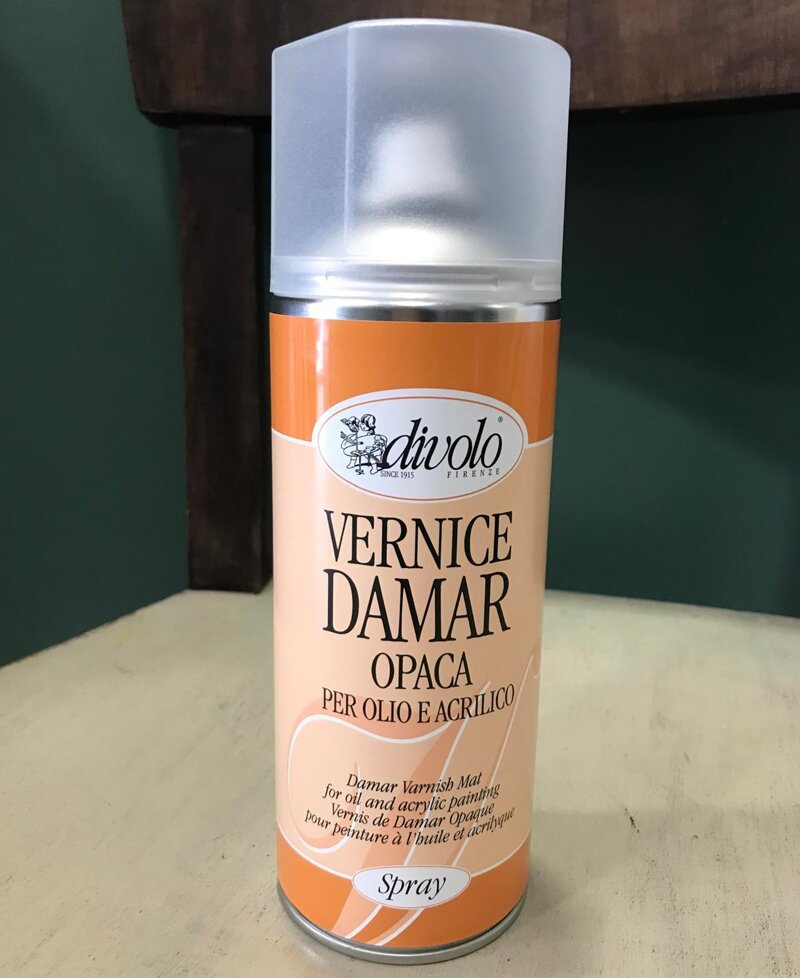 divolo®
SINCE 1915 FIRENZE
VERNICE
DAMAR
OPACA
PER OLIO E ACRILICO
Damar Varnish Mat
for oil and acrylic painting
Vernis de Damar Opaque
pour peinture à l'huile et acrilyque
Spray